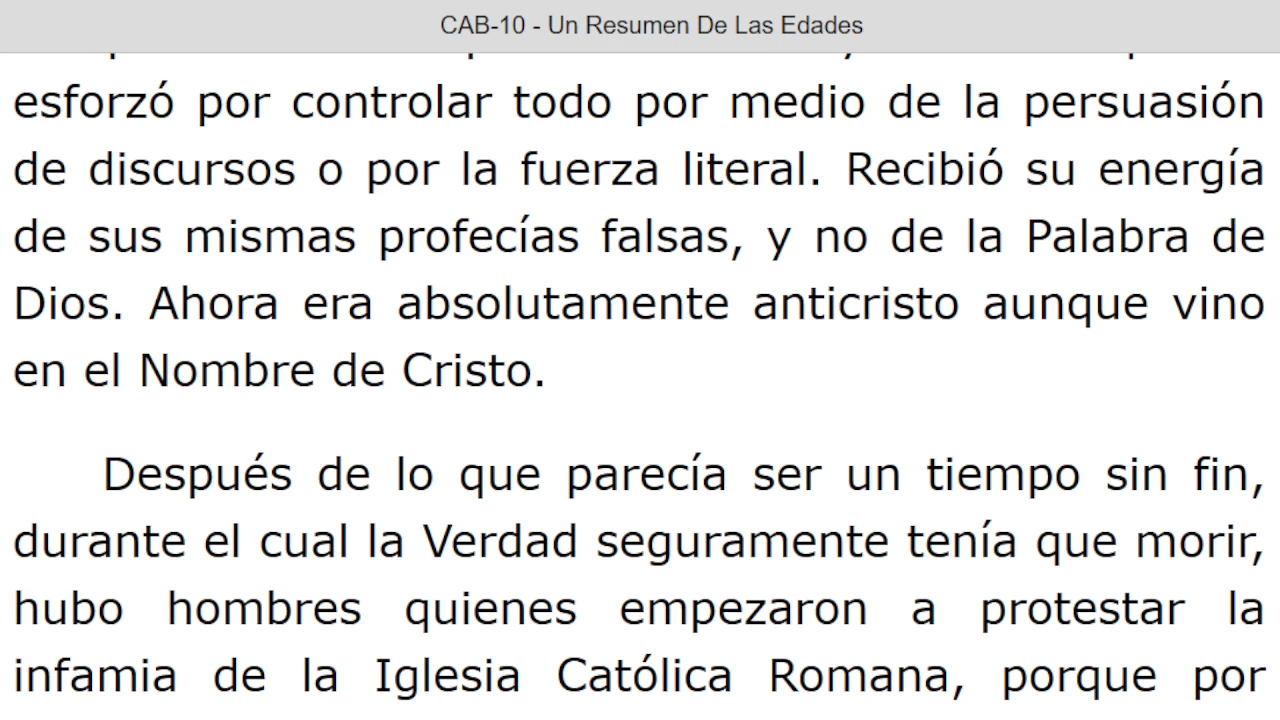 CAB-10 - Un Resumen De Las Edades
esforzó por controlar todo por medio de la persuasión
de discursos o por la fuerza literal. Recibió su energía
de sus mismas profecías falsas, y no de la Palabra de
Dios. Ahora era absolutamente anticristo aunque vino
en el Nombre de Cristo.
Después de lo que parecía ser un tiempo sin fin,
durante el cual la Verdad seguramente tenía que morir,
hubo hombres quienes empezaron a protestar la
infamia de la Iglesia Católica Romana, porque por